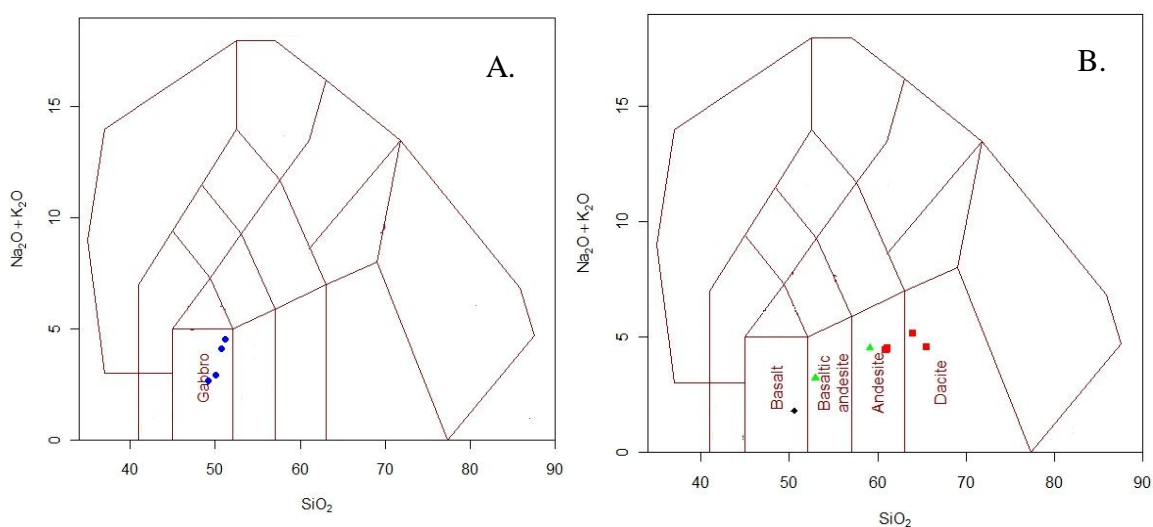 A.
15
10
5
0
Na₂O + K₂O
Gabbro
40 50 60 70 80 90
SiO₂
B.
15
10
5
0
Na₂O + K₂O
Basalt
Basaltic
andesite
Andesite
Dacite
40 50 60 70 80 90
SiO₂